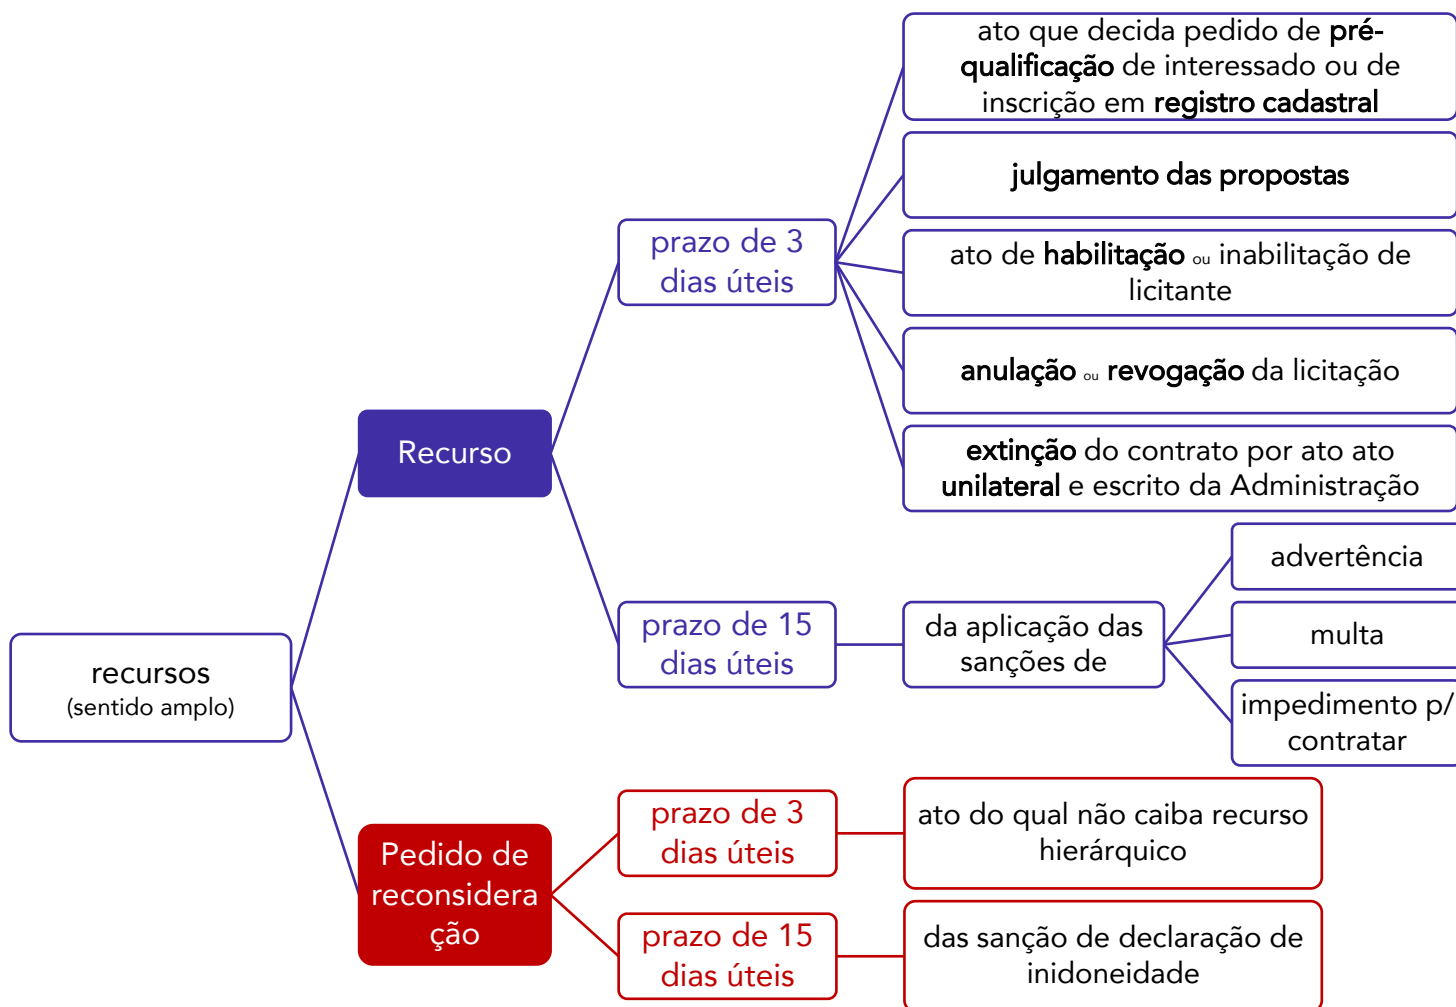 recursos
(sentido amplo)
Recurso
prazo de 3
dias úteis
ato que decida pedido de pré-
qualificação de interessado ou de
inscrição em registro cadastral
julgamento das propostas
ato de habilitação ou inabilitação de
licitante
anulação ou revogação da licitação
extinção do contrato por ato ato
unilateral e escrito da Administração
prazo de 15
dias úteis
da aplicação das
sanções de
advertência
multa
impedimento p/
contratar
Pedido de
reconsidera
ção
prazo de 3
dias úteis
ato do qual não caiba recurso
hierárquico
prazo de 15
dias úteis
das sanção de declaração de
inidoneidade